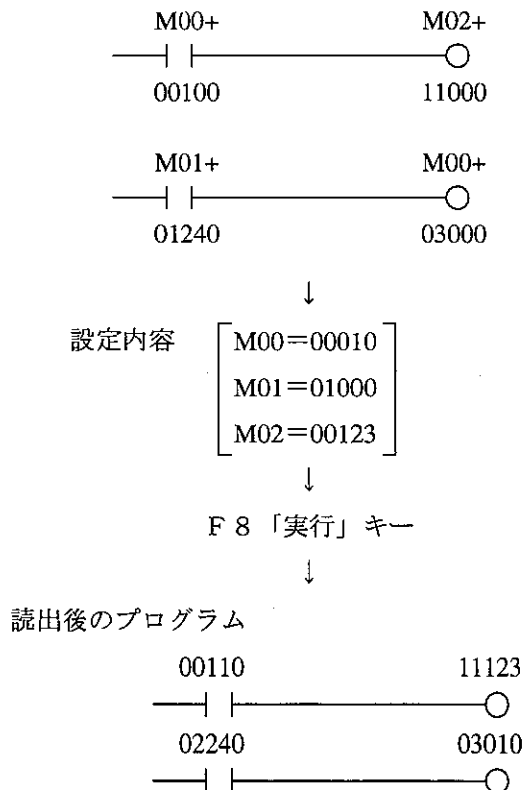 M00+ M02+
00100 11000
M01+ M00+
01240 03000
↓
設定内容 M00=00010
M01=01000
M02=00123
↓
F8「実行」キー
↓
読出後のプログラム
00110 11123
02240 03010